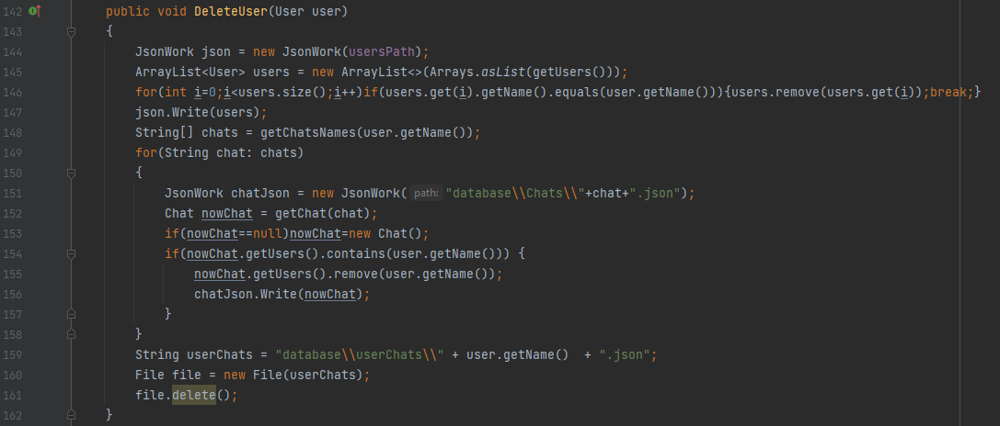 142 public void DeleteUser(User user)
143 {
144 JsonWork json = new JsonWork(usersPath);
145 ArrayList<User> users = new ArrayList<>(Arrays.asList(getUsers()));
146 for(int i=0;i<users.size();i++)if(users.get(i).getName().equals(user.getName())){users.remove(users.get(i));break;}
147 json.Write(users);
148 String[] chats = getChatsNames(user.getName());
149 for(String chat: chats)
150 {
151 JsonWork chatJson = new JsonWork( path: "database\\Chats\\"+chat+".json");
152 Chat nowChat = getChat(chat);
153 if(nowChat==null)nowChat=new Chat();
154 if(nowChat.getUsers().contains(user.getName())) {
155 nowChat.getUsers().remove(user.getName());
156 chatJson.Write(nowChat);
157 }
158 }
159 String userChats = "database\\userChats\\" + user.getName()  + ".json";
160 File file = new File(userChats);
161 file.delete();
162 }